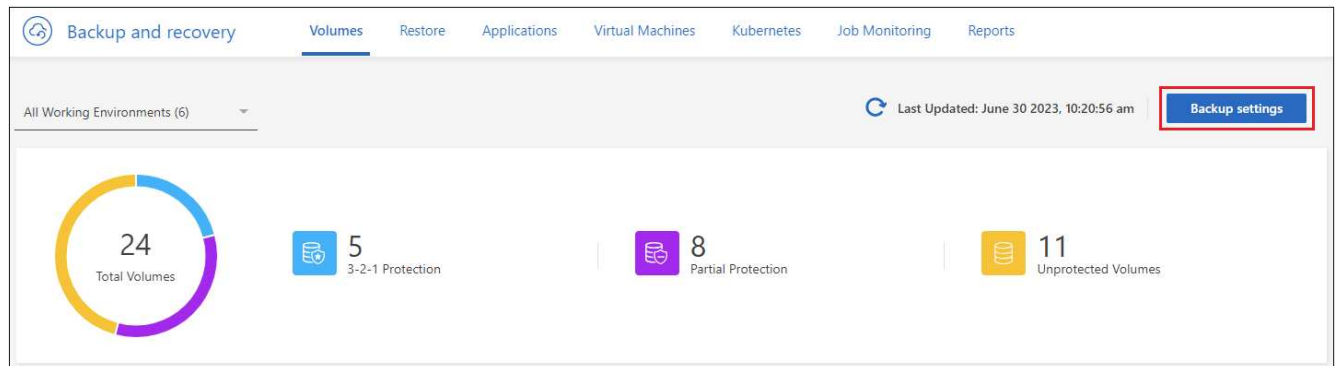 Backup and recovery Volumes Restore Applications Virtual Machines Kubernetes Job Monitoring Reports
All Working Environments (6) Last Updated: June 30 2023, 10:20:56 am Backup settings
24
Total Volumes
5
3-2-1 Protection
8
Partial Protection
11
Unprotected Volumes